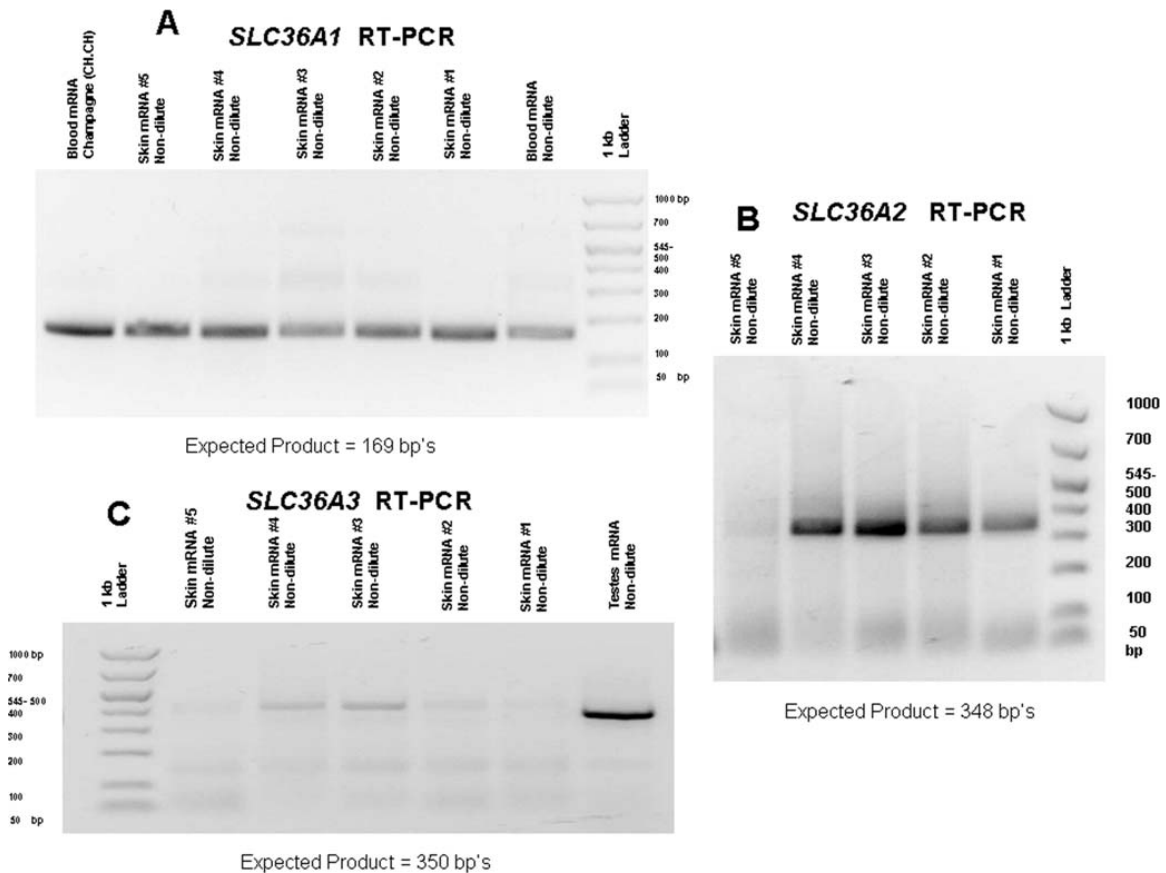 A
SLC36A1 RT-PCR
Blood mRNA
Champagne (CH.CH)
Skin mRNA #5
Non-dilute
Skin mRNA #4
Non-dilute
Skin mRNA #3
Non-dilute
Skin mRNA #2
Non-dilute
Skin mRNA #1
Non-dilute
Blood mRNA
Non-dilute
1 kb
Ladder
1000 bp
700
545-
500
400
300
200
100
50 bp
Expected Product = 169 bp's
B
SLC36A2 RT-PCR
Skin mRNA #5
Non-dilute
Skin mRNA #4
Non-dilute
Skin mRNA #3
Non-dilute
Skin mRNA #2
Non-dilute
Skin mRNA #1
Non-dilute
1 kb Ladder
1000
700
545-
500
400
300
200
100
50
bp
Expected Product = 348 bp's
C
SLC36A3 RT-PCR
1 kb
Ladder
Skin mRNA #5
Non-dilute
Skin mRNA #4
Non-dilute
Skin mRNA #3
Non-dilute
Skin mRNA #2
Non-dilute
Skin mRNA #1
Non-dilute
Testes mRNA
Non-dilute
1000 bp
700
545- 500
400
300
200
100
50 bp
Expected Product = 350 bp's